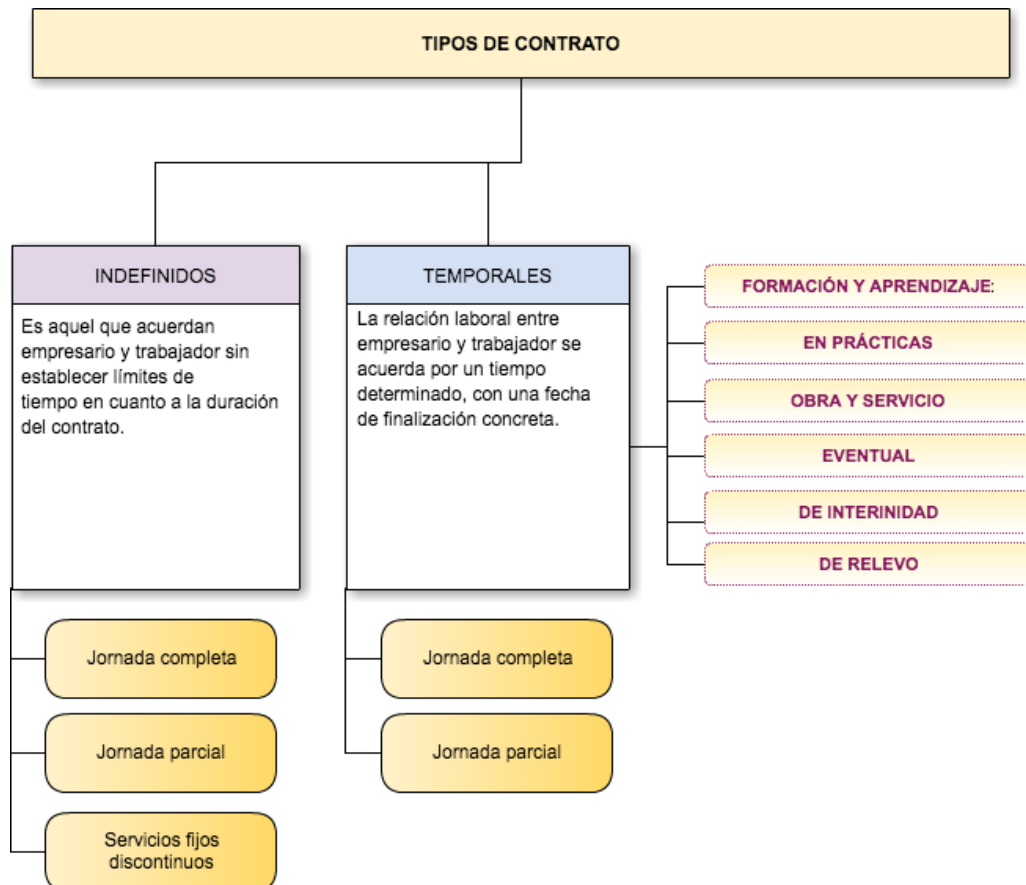 TIPOS DE CONTRATO
INDEFINIDOS
Es aquel que acuerdan
empresario y trabajador sin
establecer límites de
tiempo en cuanto a la duración
del contrato.
Jornada completa
Jornada parcial
Servicios fijos
discontinuos
TEMPORALES
La relación laboral entre
empresario y trabajador se
acuerda por un tiempo
determinado, con una fecha
de finalización concreta.
Jornada completa
Jornada parcial
FORMACIÓN Y APRENDIZAJE:
EN PRÁCTICAS
OBRA Y SERVICIO
EVENTUAL
DE INTERINIDAD
DE RELEVO